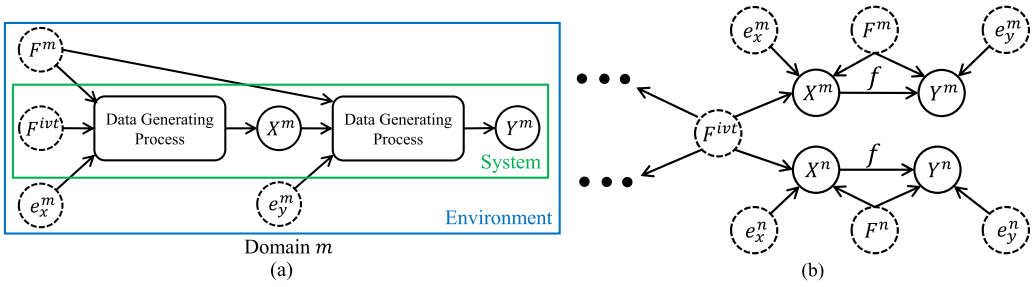 F^m
Data Generating
Process
Data Generating
Process
F^{ivt}
X^m
Y^m
System
e_x^m
e_y^m
Environment
Domain m
(a)
e_x^m
F^m
e_y^m
X^m
f
Y^m
F^{ivt}
X^n
f
Y^n
e_x^n
F^n
e_y^n
(b)